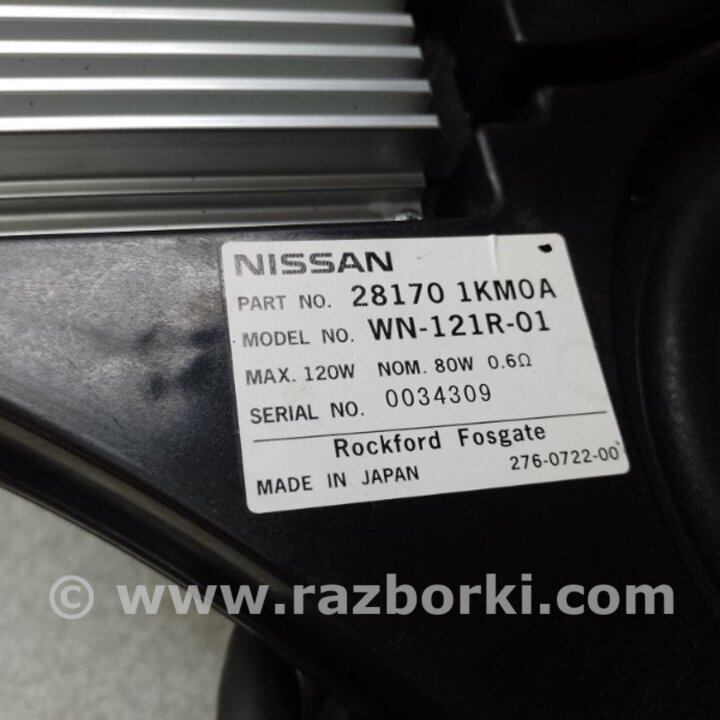 NISSAN
PART NO. 28170 1KM0A
MODEL NO. WN-121R-01
MAX. 120W NOM. 80W 0.6Ω
SERIAL NO. 0034309
Rockford Fosgate
MADE IN JAPAN 276-0722-00
© www.razborki.com